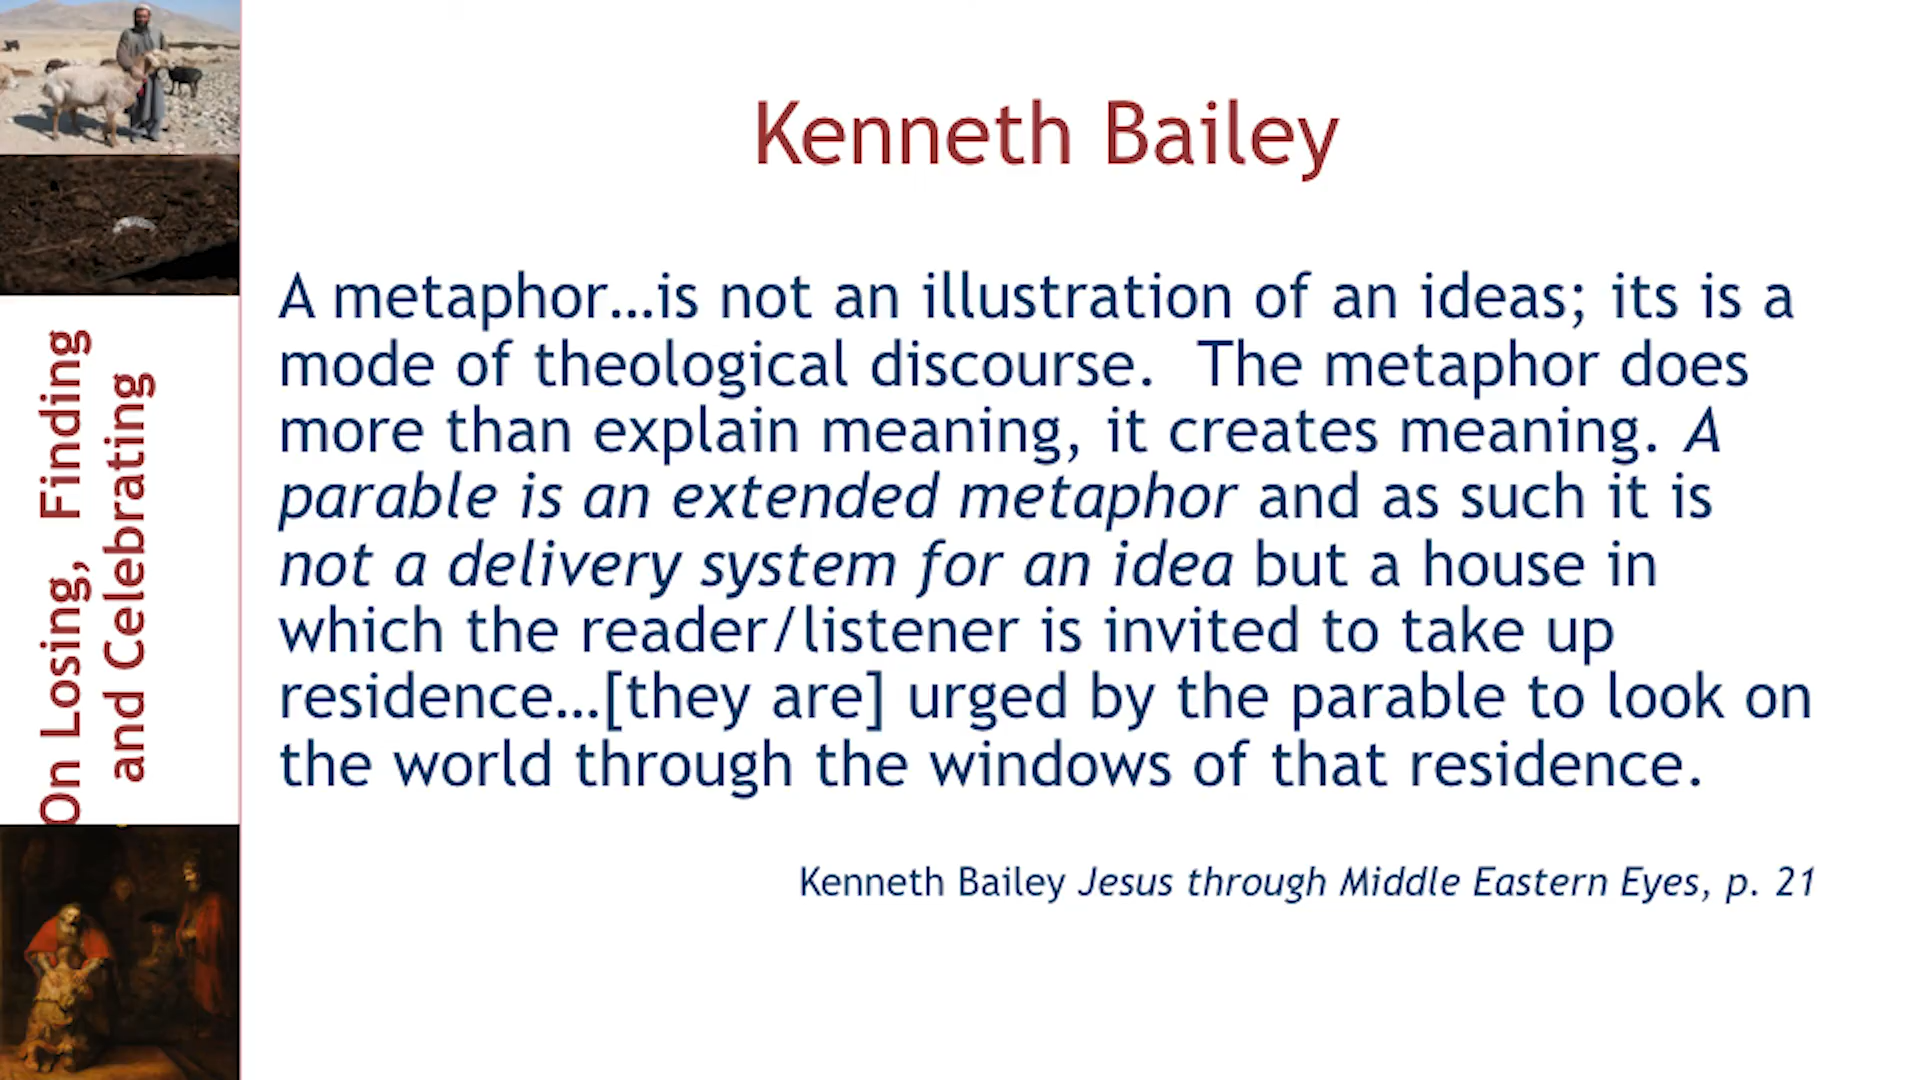 Kenneth Bailey
A metaphor…is not an illustration of an ideas; its is a
mode of theological discourse.  The metaphor does
more than explain meaning, it creates meaning. A
parable is an extended metaphor and as such it is
not a delivery system for an idea but a house in
which the reader/listener is invited to take up
residence…[they are] urged by the parable to look on
the world through the windows of that residence.
Kenneth Bailey Jesus through Middle Eastern Eyes, p. 21
On Losing,  Finding
and Celebrating